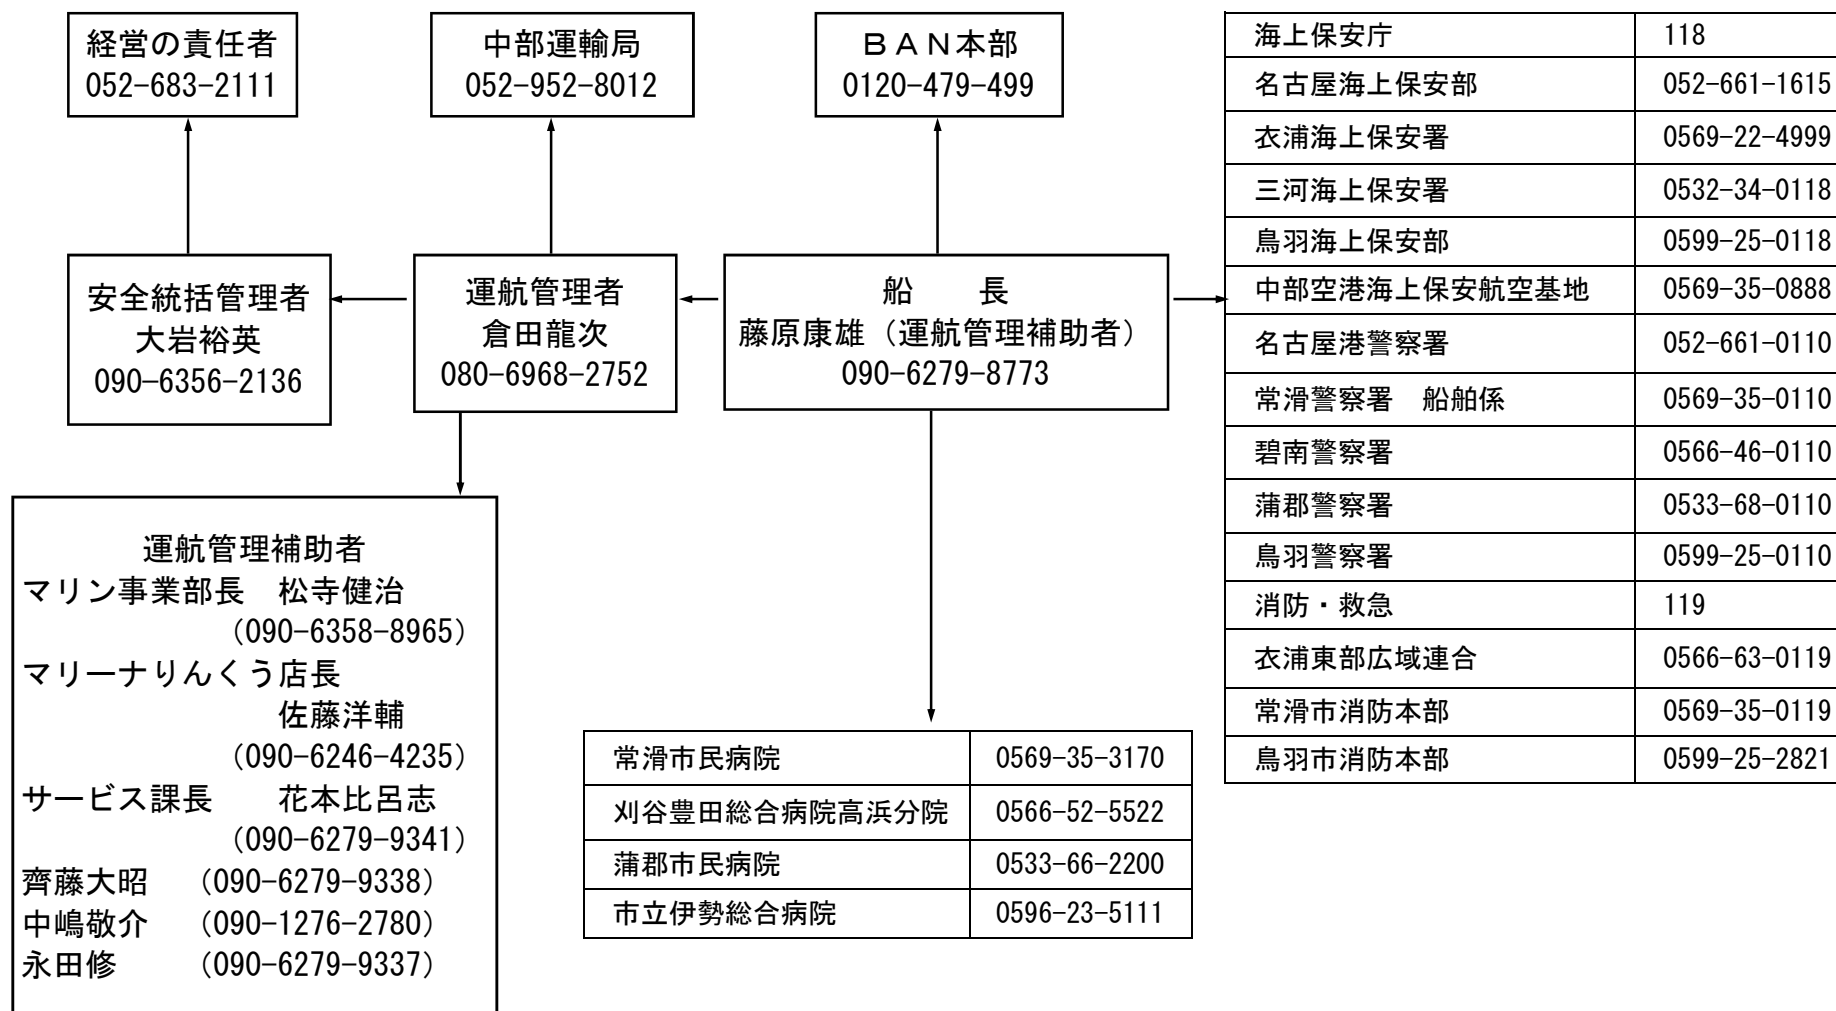 経営の責任者
052-683-2111
中部運輸局
052-952-8012
ＢＡＮ本部
0120-479-499
安全統括管理者
大岩裕英
090-6356-2136
運航管理者
倉田龍次
080-6968-2752
船　　長
藤原康雄（運航管理補助者）
090-6279-8773
運航管理補助者
マリン事業部長　松寺健治
（090-6358-8965）
マリーナりんくう店長
佐藤洋輔
（090-6246-4235）
サービス課長　　花本比呂志
（090-6279-9341）
齊藤大昭　（090-6279-9338）
中嶋敬介　（090-1276-2780）
永田修　　（090-6279-9337）
常滑市民病院　0569-35-3170
刈谷豊田総合病院高浜分院　0566-52-5522
蒲郡市民病院　0533-66-2200
市立伊勢総合病院　0596-23-5111
海上保安庁　118
名古屋海上保安部　052-661-1615
衣浦海上保安署　0569-22-4999
三河海上保安署　0532-34-0118
鳥羽海上保安部　0599-25-0118
中部空港海上保安航空基地　0569-35-0888
名古屋港警察署　052-661-0110
常滑警察署　船舶係　0569-35-0110
碧南警察署　0566-46-0110
蒲郡警察署　0533-68-0110
鳥羽警察署　0599-25-0110
消防・救急　119
衣浦東部広域連合　0566-63-0119
常滑市消防本部　0569-35-0119
鳥羽市消防本部　0599-25-2821